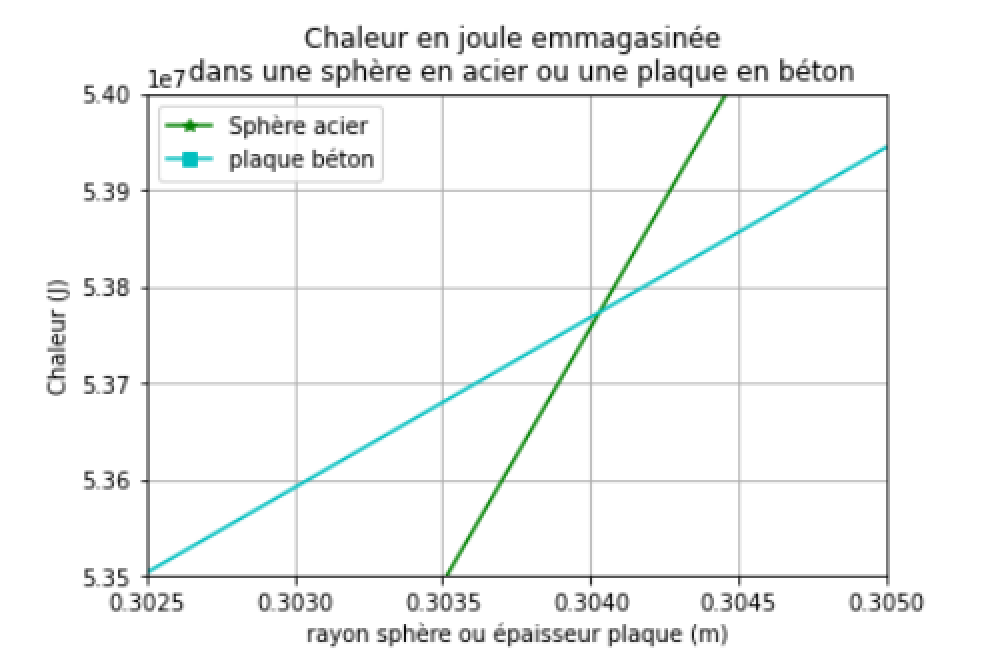 Chaleur en joule emmagasinée
dans une sphère en acier ou une plaque en béton
1e7
5.40
5.39
5.38
5.37
5.36
5.35
Chaleur (J)
Sphère acier
plaque béton
0.3025 0.3030 0.3035 0.3040 0.3045 0.3050
rayon sphère ou épaisseur plaque (m)